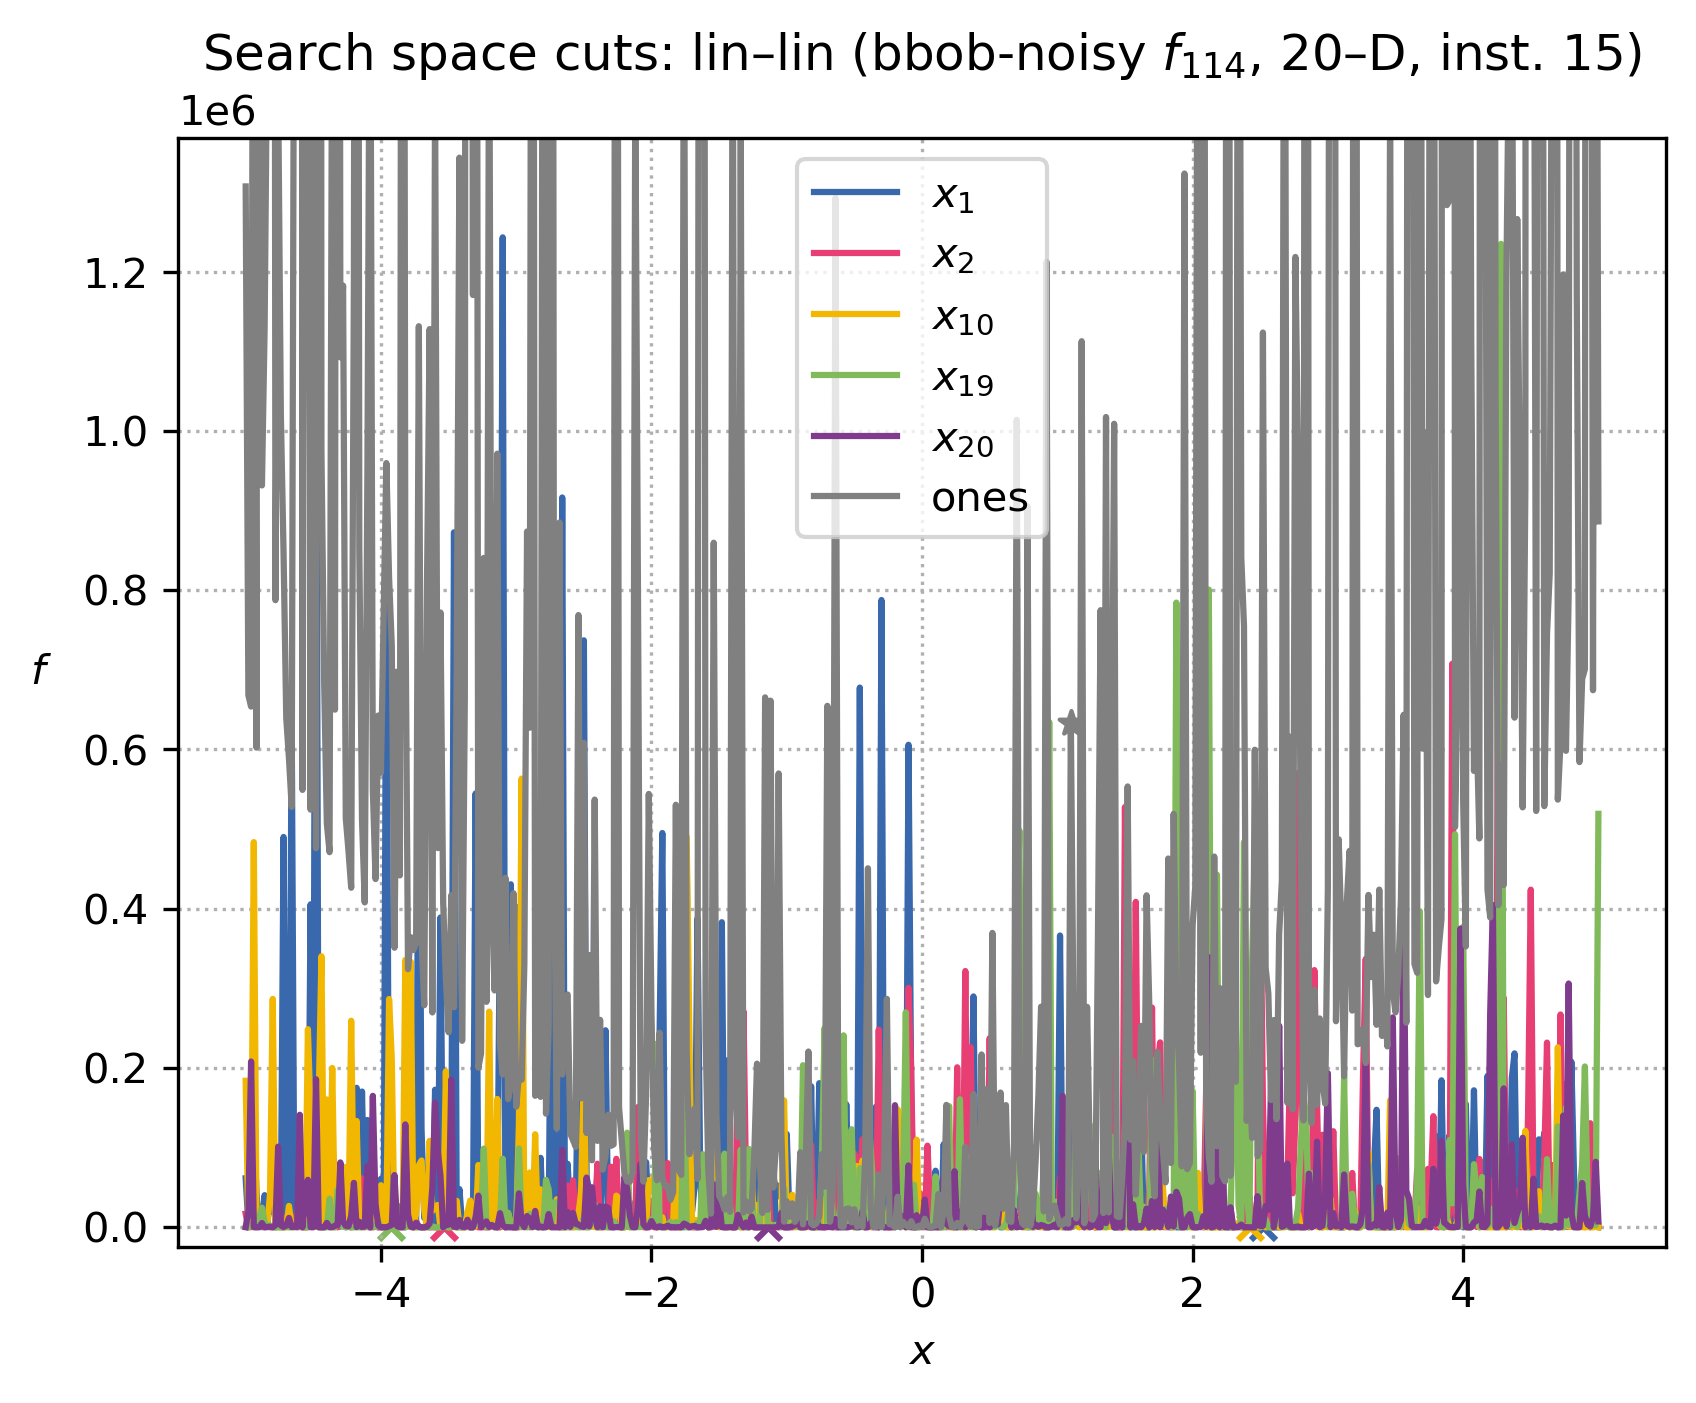 Search space cuts: lin–lin (bbob-noisy f₁₁₄, 20–D, inst. 15)
1e6
1.2
1.0
0.8
0.6
0.4
0.2
0.0
f
x₁
x₂
x₁₀
x₁₉
x₂₀
ones
−4 −2 0 2 4
x